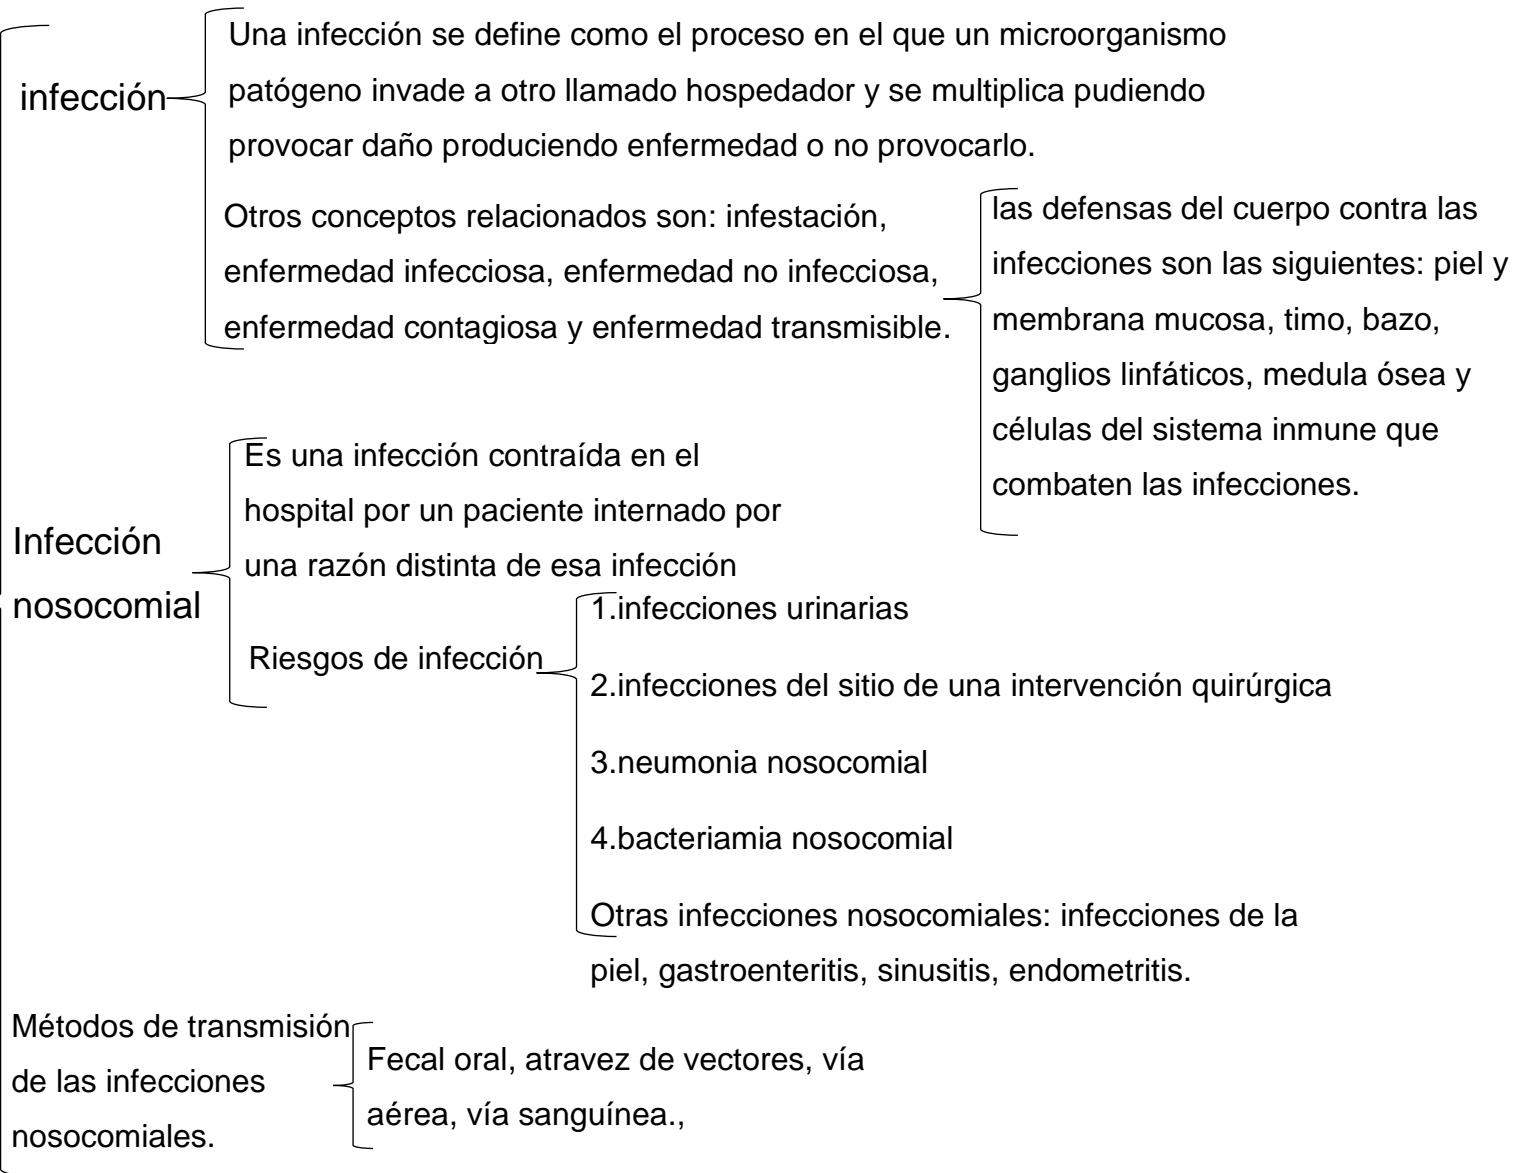 infección
Una infección se define como el proceso en el que un microorganismo
patógeno invade a otro llamado hospedador y se multiplica pudiendo
provocar daño produciendo enfermedad o no provocarlo.
Otros conceptos relacionados son: infestación,
enfermedad infecciosa, enfermedad no infecciosa,
enfermedad contagiosa y enfermedad transmisible.
las defensas del cuerpo contra las
infecciones son las siguientes: piel y
membrana mucosa, timo, bazo,
ganglios linfáticos, medula ósea y
células del sistema inmune que
combaten las infecciones.
Infección
nosocomial
Es una infección contraída en el
hospital por un paciente internado por
una razón distinta de esa infección
Riesgos de infección
1.infecciones urinarias
2.infecciones del sitio de una intervención quirúrgica
3.neumonia nosocomial
4.bacteriamia nosocomial
Otras infecciones nosocomiales: infecciones de la
piel, gastroenteritis, sinusitis, endometritis.
Métodos de transmisión
de las infecciones
nosocomiales.
Fecal oral, atravez de vectores, vía
aérea, vía sanguínea.,